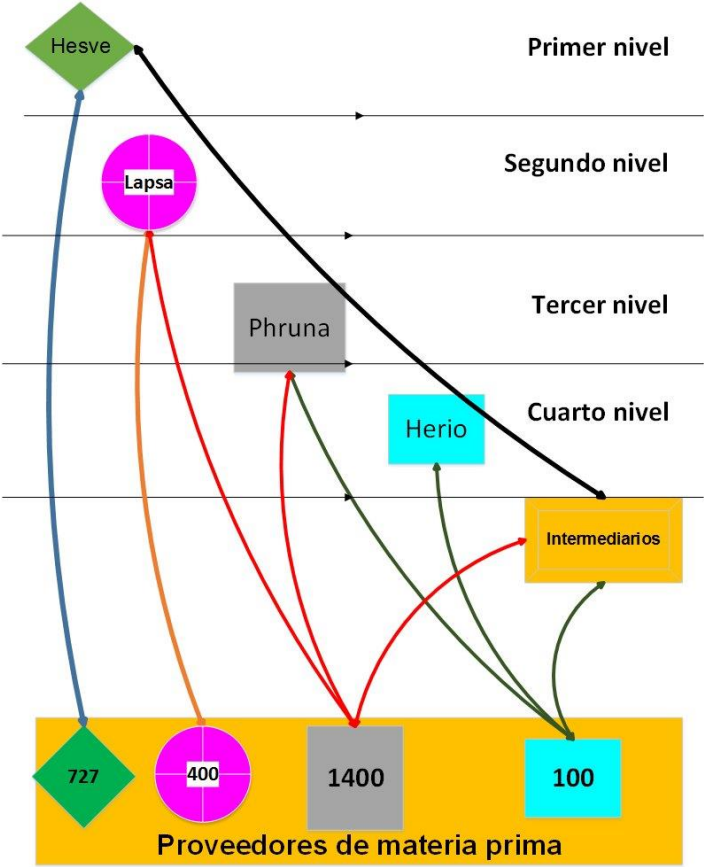 Hesve
Primer nivel
Segundo nivel
Lapsa
Tercer nivel
Phruna
Cuarto nivel
Herio
Intermediarios
727
400
1400
100
Proveedores de materia prima